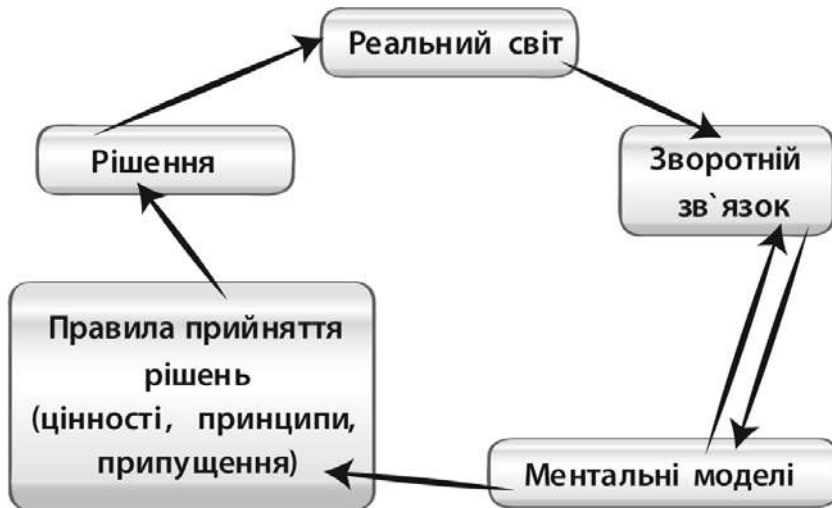 Реальний світ
Рішення
Зворотній
зв`язок
Правила прийняття
рішень
(цінності, принципи,
припущення)
Ментальні моделі